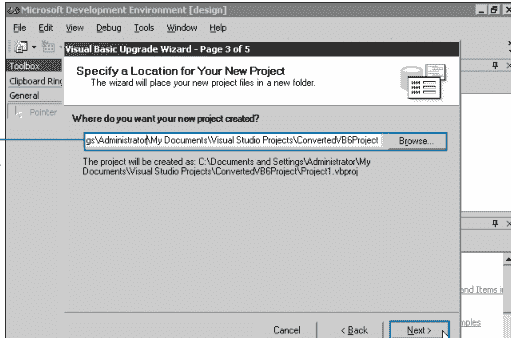 Microsoft Development Environment [design]
File Edit View Debug Tools Window Help
Visual Basic Upgrade Wizard - Page 3 of 5
Toolbox
Clipboard Ring
General
Pointer
Specify a Location for Your New Project
The wizard will place your new project files in a new folder.
Where do you want your new project created?
gs\Administrator\My Documents\Visual Studio Projects\ConvertedVB6Project Browse...
The project will be created as: C:\Documents and Settings\Administrator\My
Documents\Visual Studio Projects\ConvertedVB6Project\Project1.vbproj
and Items i
mples
Cancel < Back Next >